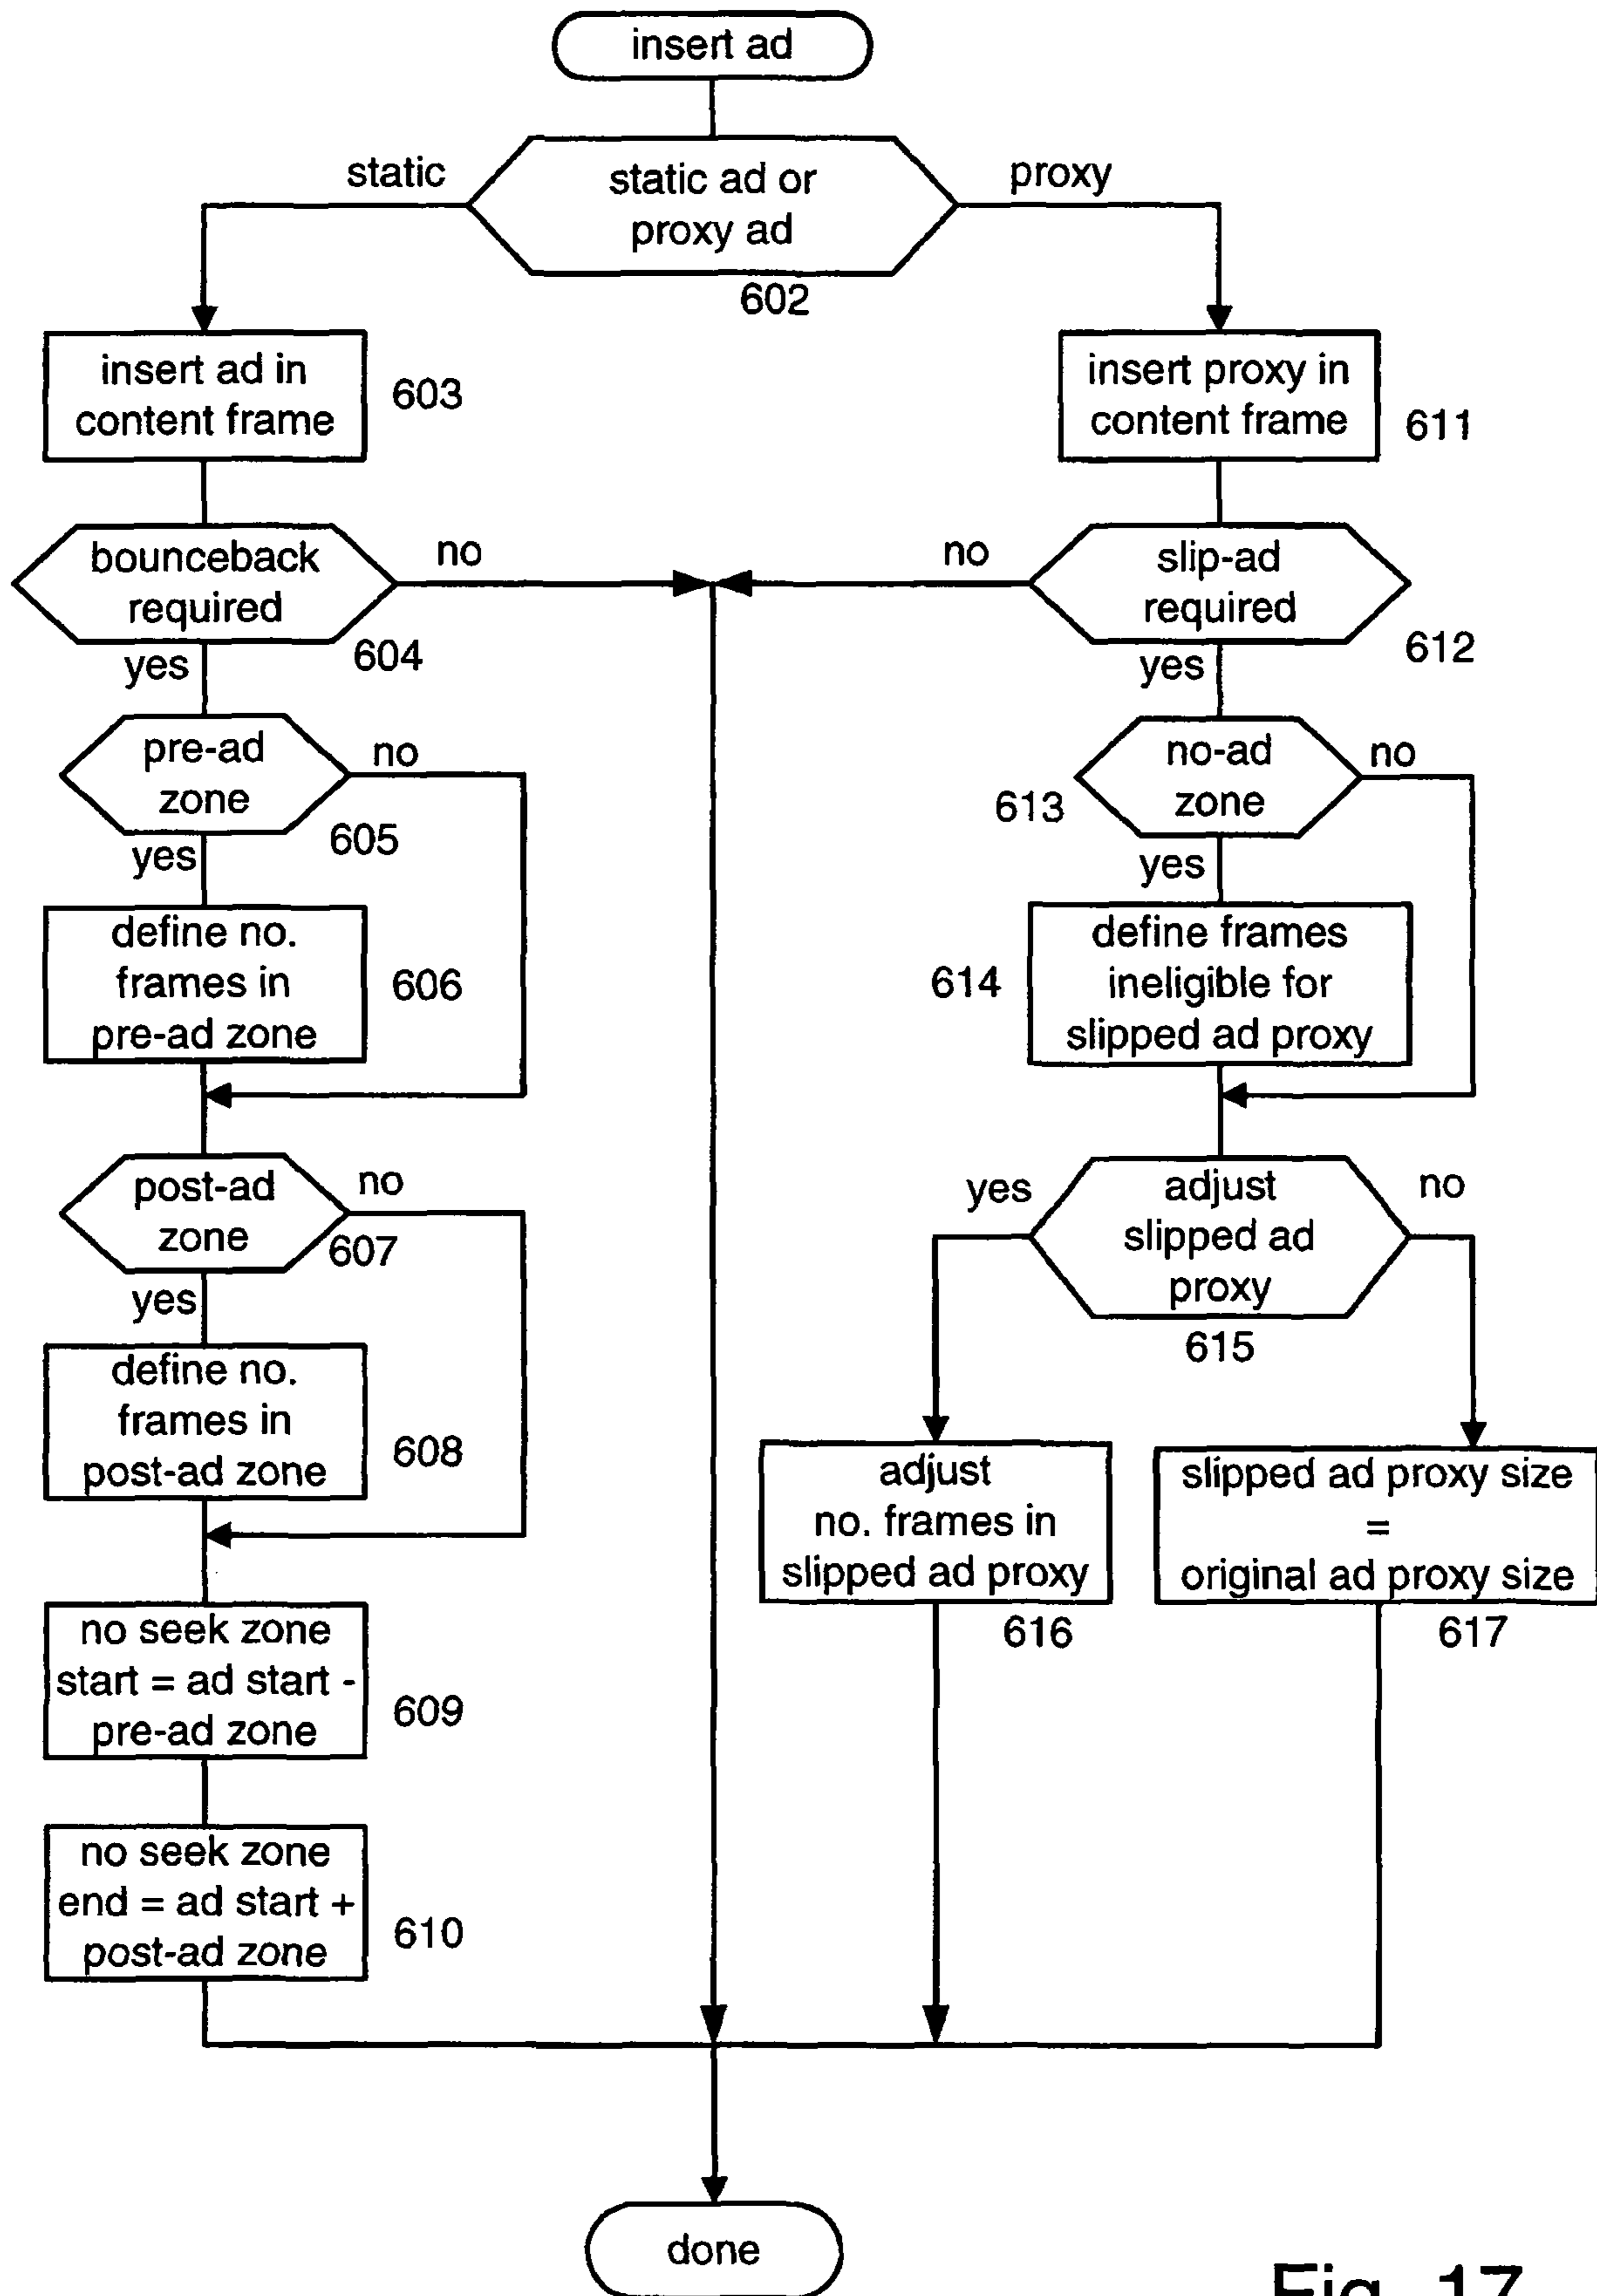 insert ad
static
static ad or
proxy ad
proxy
602
insert ad in
content frame
603
insert proxy in
content frame
611
bounceback
required
no
604
yes
no
slip-ad
required
612
yes
pre-ad
zone
no
605
yes
no-ad
zone
no
613
yes
define no.
frames in
pre-ad zone
606
define frames
ineligible for
slipped ad proxy
614
post-ad
zone
no
607
yes
yes
adjust
slipped ad
proxy
no
615
define no.
frames in
post-ad zone
608
adjust
no. frames in
slipped ad proxy
616
slipped ad proxy size
=
original ad proxy size
617
no seek zone
start = ad start -
pre-ad zone
609
no seek zone
end = ad start +
post-ad zone
610
done
Fig. 17